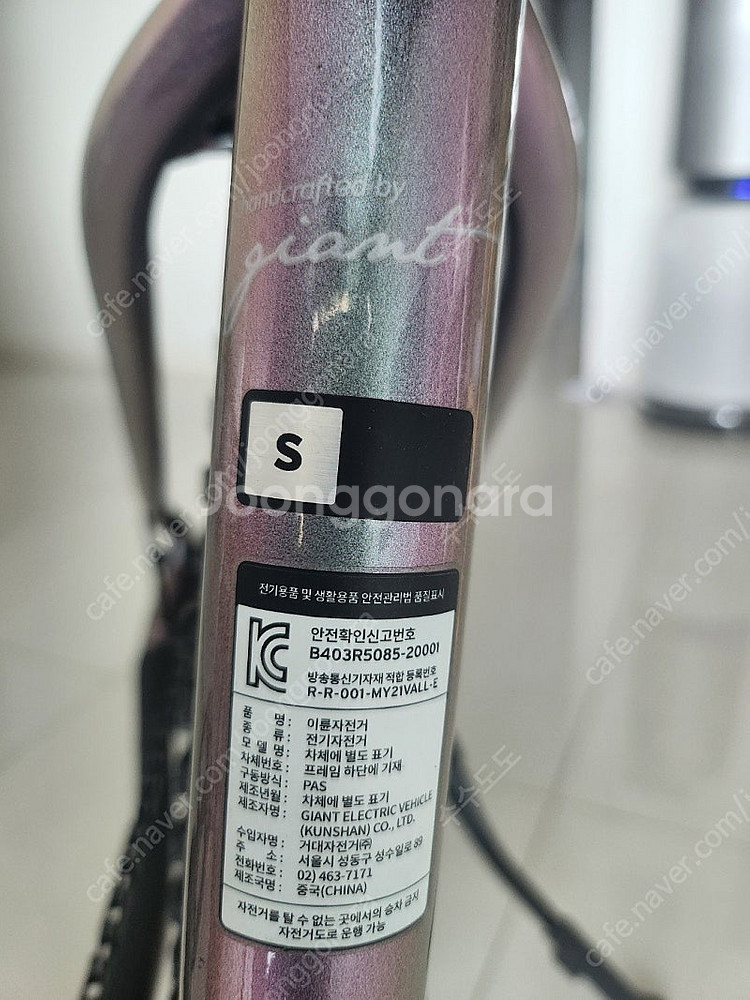 handcrafted by
giant
S
Joonggonara
전기용품 및 생활용품 안전관리법 품질표시
안전확인신고번호
B403R5085-20001
방송통신기자재 적합 등록번호
R-R-001-MY21VALL-E
품 명 : 이륜자전거
종 류 : 전기자전거
모 델 명 : 차체에 별도 표기
차체번호 : 프레임 하단에 기재
구동방식 : PAS
제조년월 : 차체에 별도 표기
제조자명 : GIANT ELECTRIC VEHICLE
(KUNSHAN) CO., LTD.
수입자명 : 거대자전거㈜
주 소 : 서울시 성동구 성수일로 89
전화번호 : 02) 463-7171
제조국명 : 중국(CHINA)
자전거를 탈 수 없는 곳에서의 승차 금지
자전거도로 운행 가능
cafe.naver.com/joonggonara
수수도도